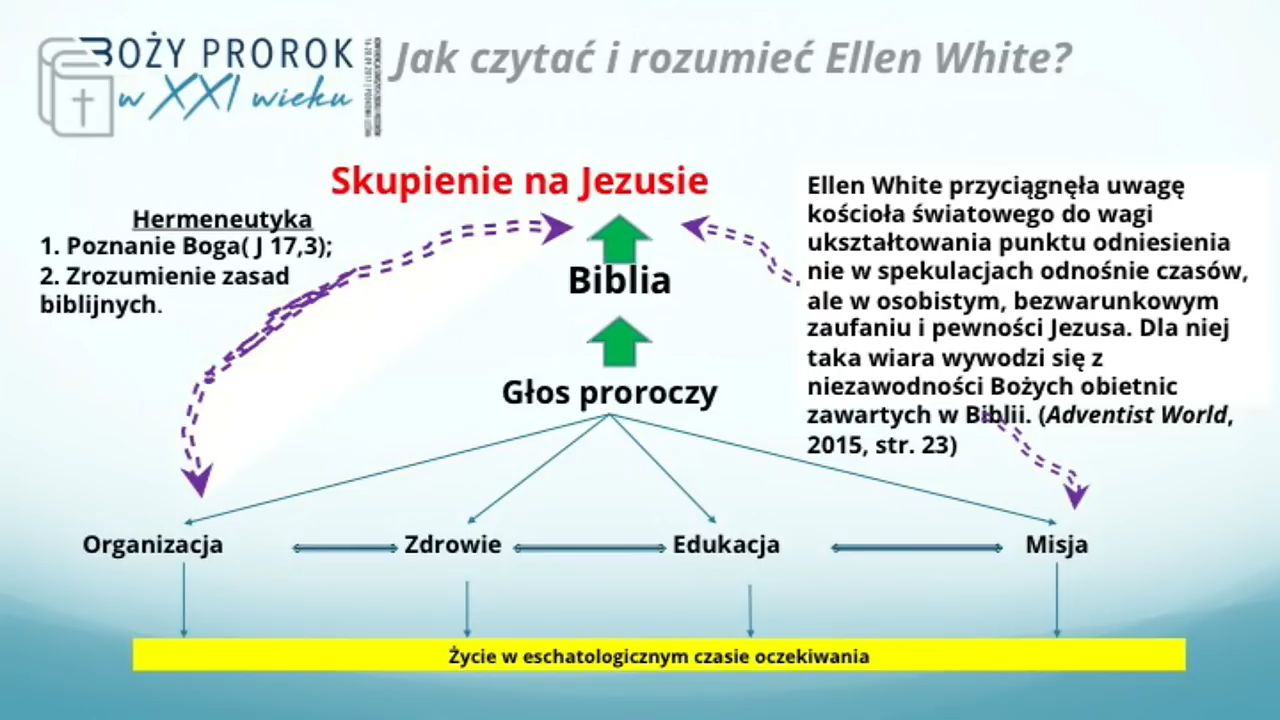 BOŻY PROROK
w XXI wieku
Jak czytać i rozumieć Ellen White?
Skupienie na Jezusie
Hermeneutyka
1. Poznanie Boga( J 17,3);
2. Zrozumienie zasad
biblijnych.
Biblia
Głos proroczy
Ellen White przyciągnęła uwagę
kościoła światowego do wagi
ukształtowania punktu odniesienia
nie w spekulacjach odnośnie czasów,
ale w osobistym, bezwarunkowym
zaufaniu i pewności Jezusa. Dla niej
taka wiara wywodzi się z
niezawodności Bożych obietnic
zawartych w Biblii. (Adventist World,
2015, str. 23)
Organizacja
Zdrowie
Edukacja
Misja
Życie w eschatologicznym czasie oczekiwania